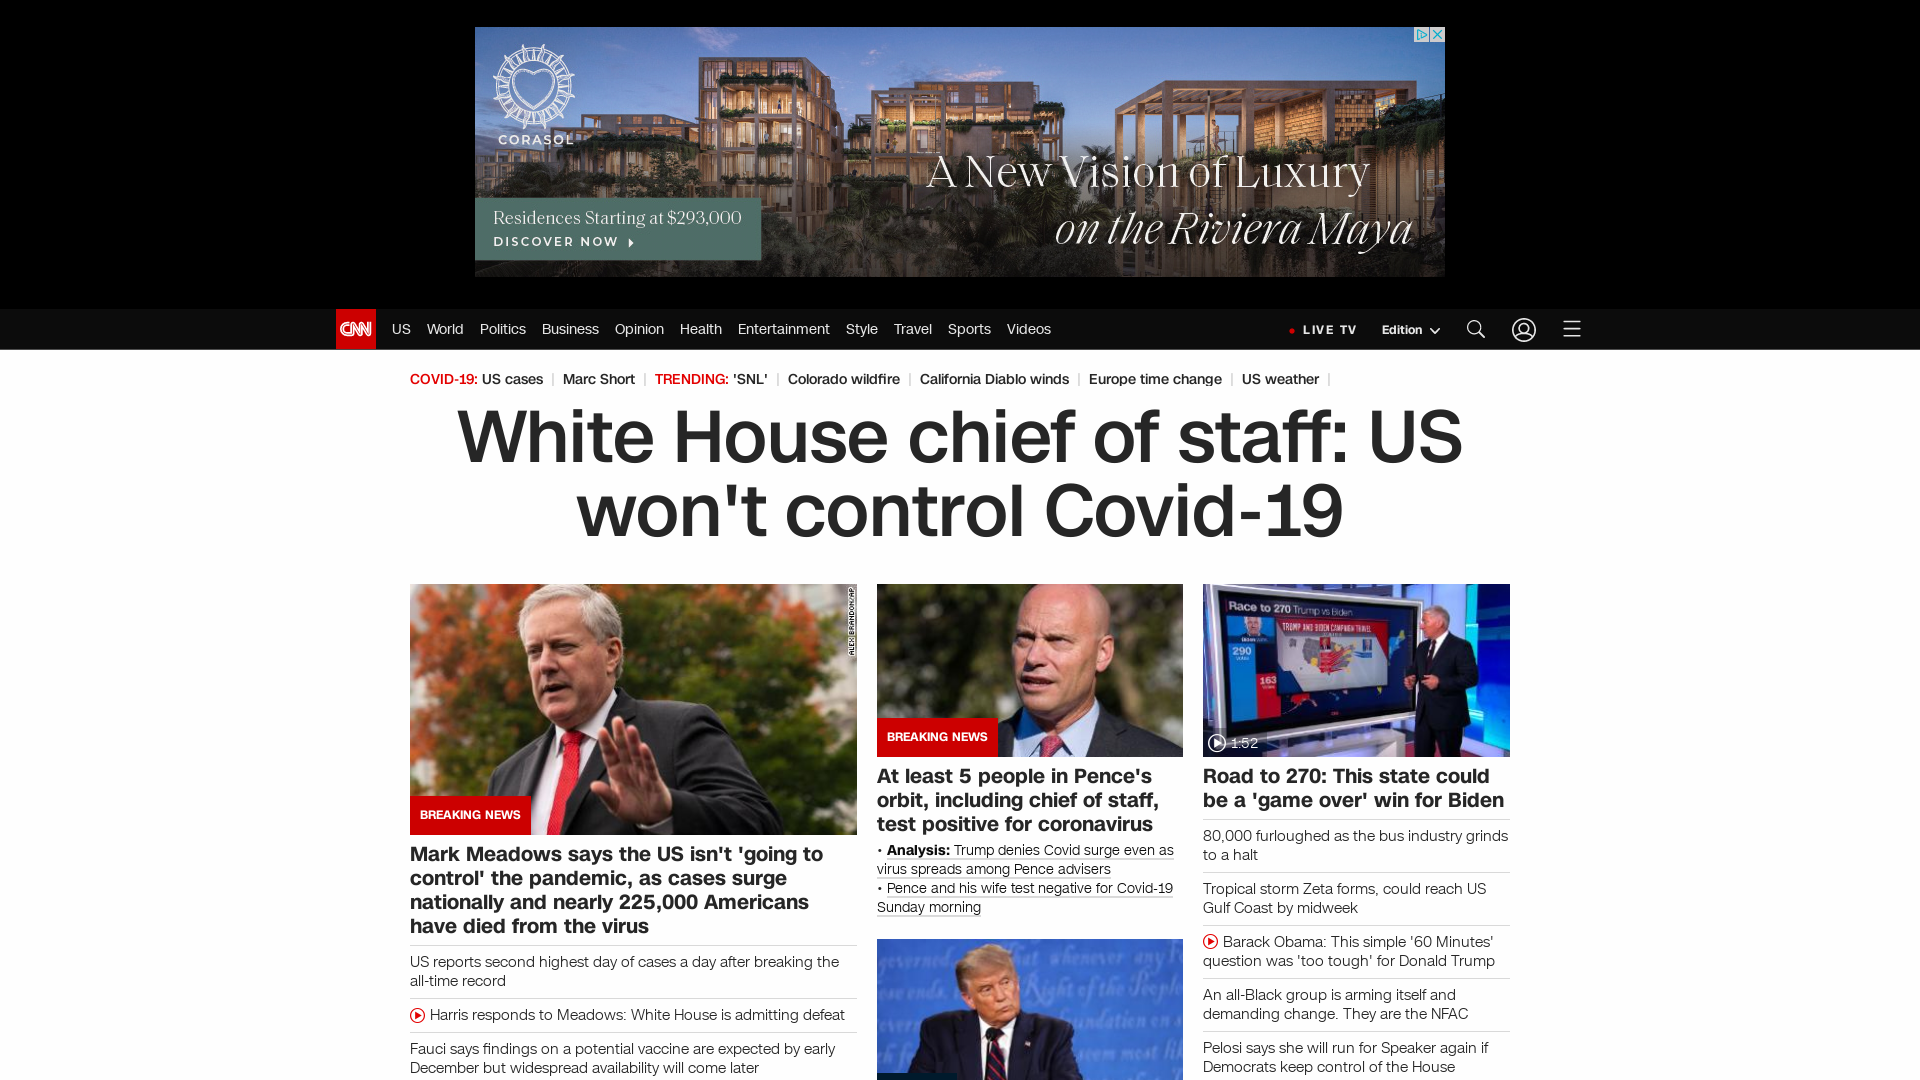 CORASOL
A New Vision of Luxury
on the Riviera Maya
Residences Starting at $293,000
DISCOVER NOW
CNN US World Politics Business Opinion Health Entertainment Style Travel Sports Videos LIVE TV Edition
COVID-19: US cases Marc Short TRENDING: 'SNL' Colorado wildfire California Diablo winds Europe time change US weather
White House chief of staff: US
won't control Covid-19
ALEX BRANDON/AP
BREAKING NEWS
Mark Meadows says the US isn't 'going to
control' the pandemic, as cases surge
nationally and nearly 225,000 Americans
have died from the virus
US reports second highest day of cases a day after breaking the
all-time record
Harris responds to Meadows: White House is admitting defeat
Fauci says findings on a potential vaccine are expected by early
December but widespread availability will come later
BREAKING NEWS
At least 5 people in Pence's
orbit, including chief of staff,
test positive for coronavirus
• Analysis: Trump denies Covid surge even as
virus spreads among Pence advisers
• Pence and his wife test negative for Covid-19
Sunday morning
Race to 270 Trump vs Biden
TRUMP AND BIDEN CAMPAIGN TRAVEL
290
163
1:52
Road to 270: This state could
be a 'game over' win for Biden
80,000 furloughed as the bus industry grinds
to a halt
Tropical storm Zeta forms, could reach US
Gulf Coast by midweek
Barack Obama: This simple '60 Minutes'
question was 'too tough' for Donald Trump
An all-Black group is arming itself and
demanding change. They are the NFAC
Pelosi says she will run for Speaker again if
Democrats keep control of the House